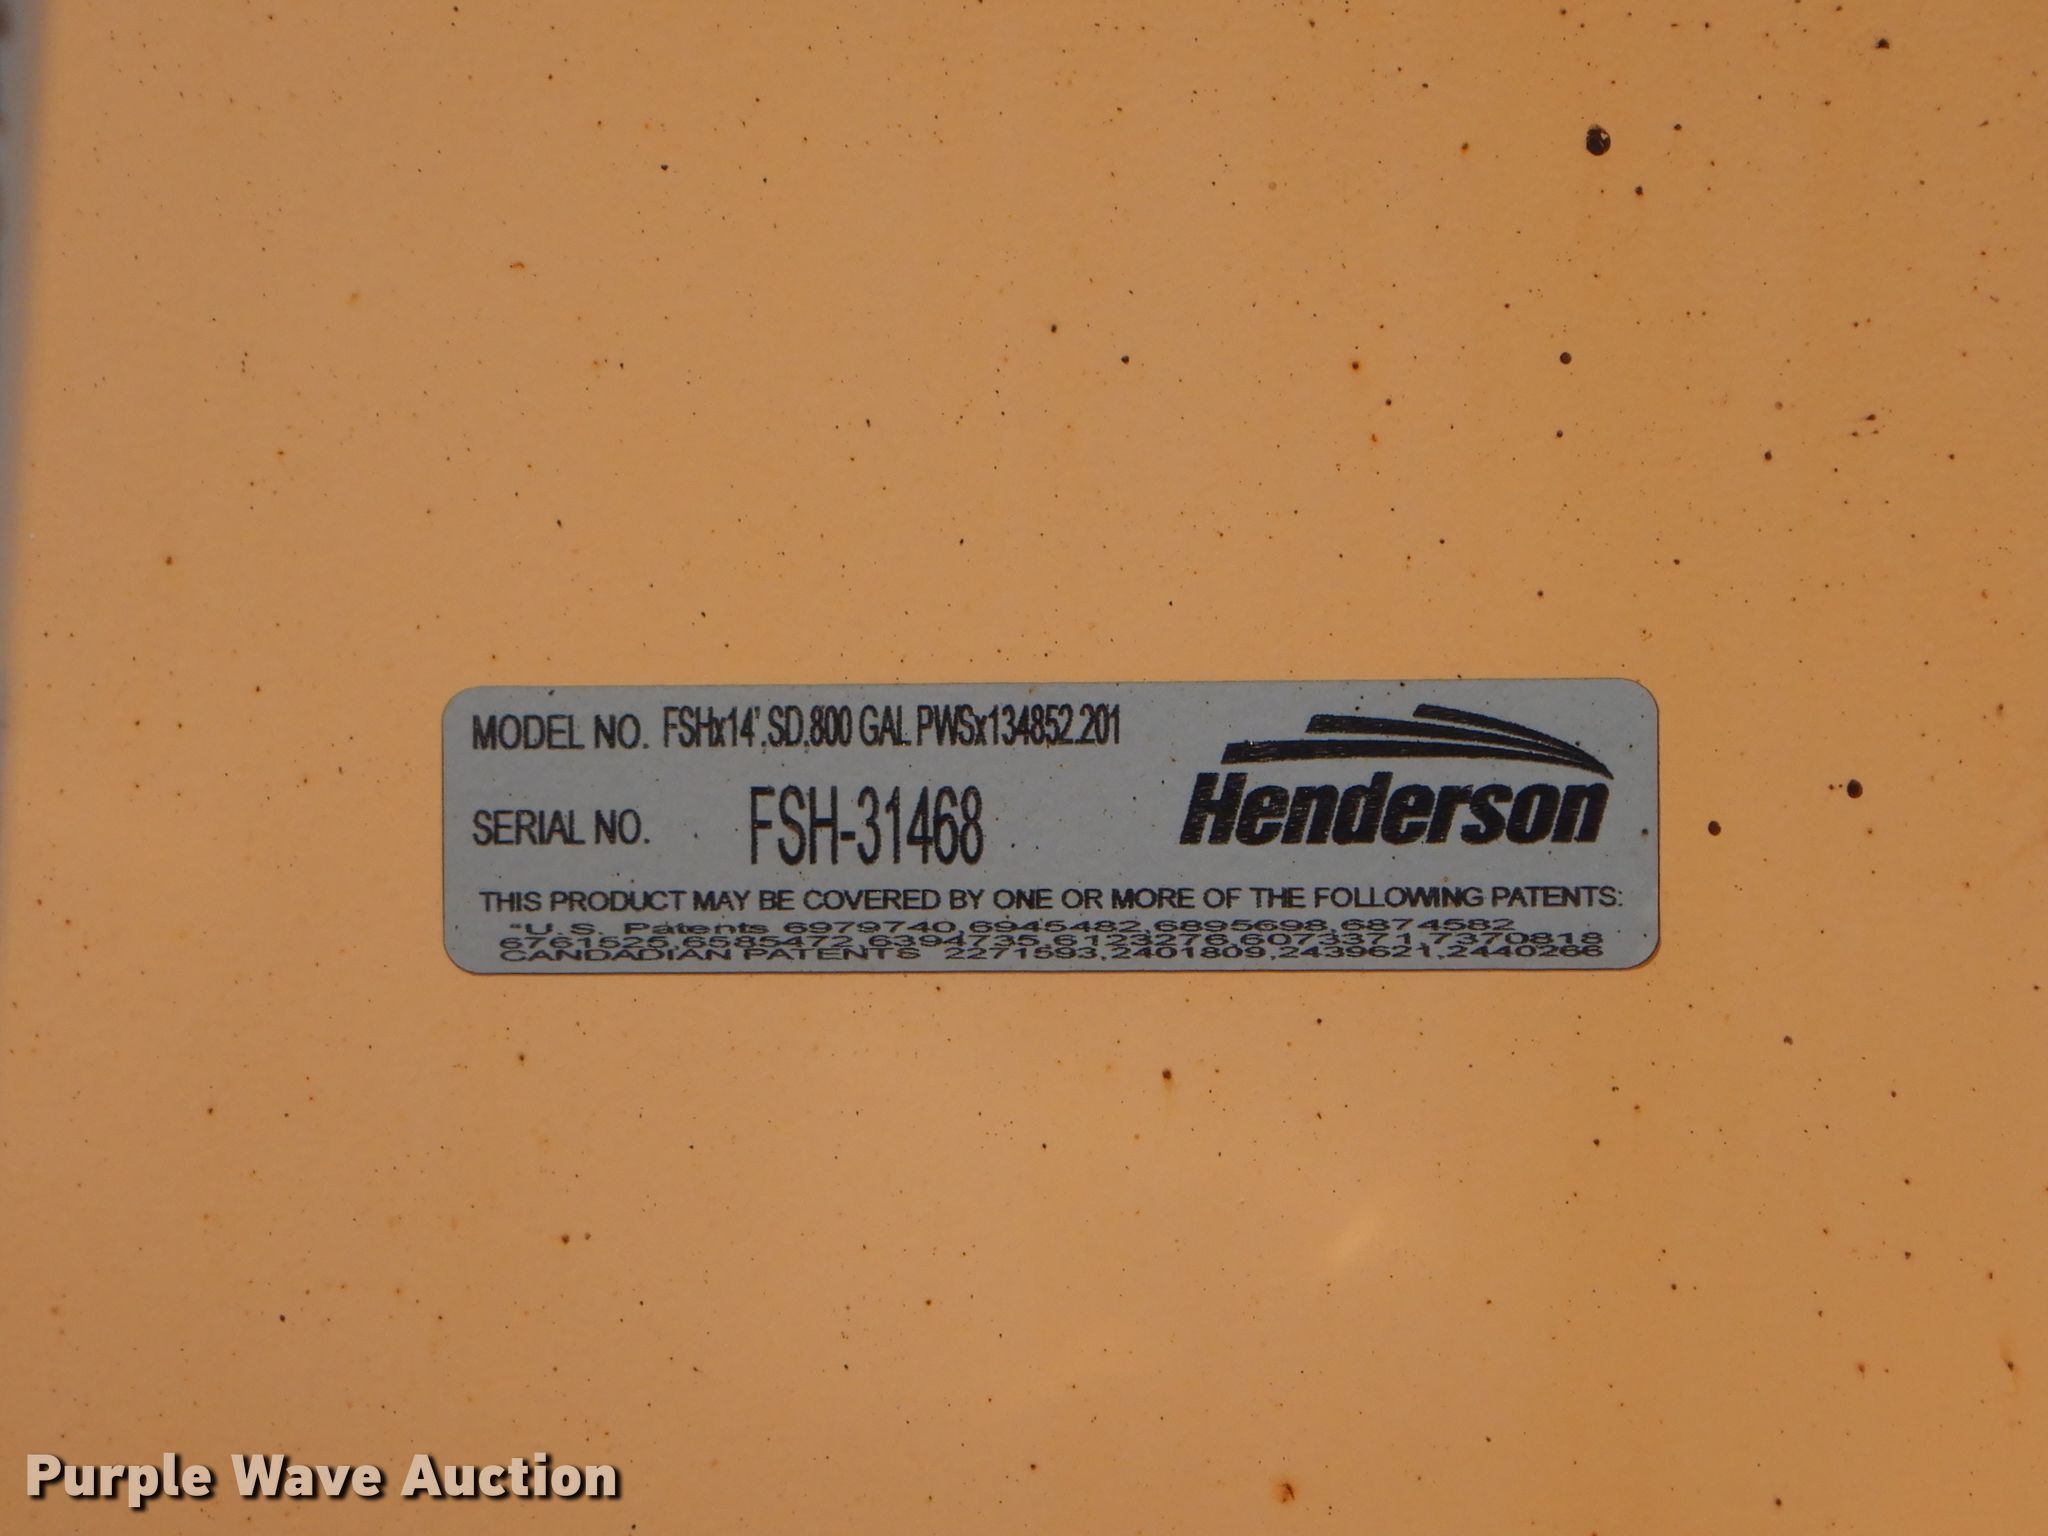 MODEL NO. FSHx14',SD,800 GAL PWSx134852.201
SERIAL NO. FSH-31468
Henderson
THIS PRODUCT MAY BE COVERED BY ONE OR MORE OF THE FOLLOWING PATENTS:
"U.S. Patents 6979740,6945482,6895698,6874582
6761525,6585472,6394735,6123276,6073371,7370818
CANDADIAN PATENTS 2271593,2401809,2439621,2440266
Purple Wave Auction